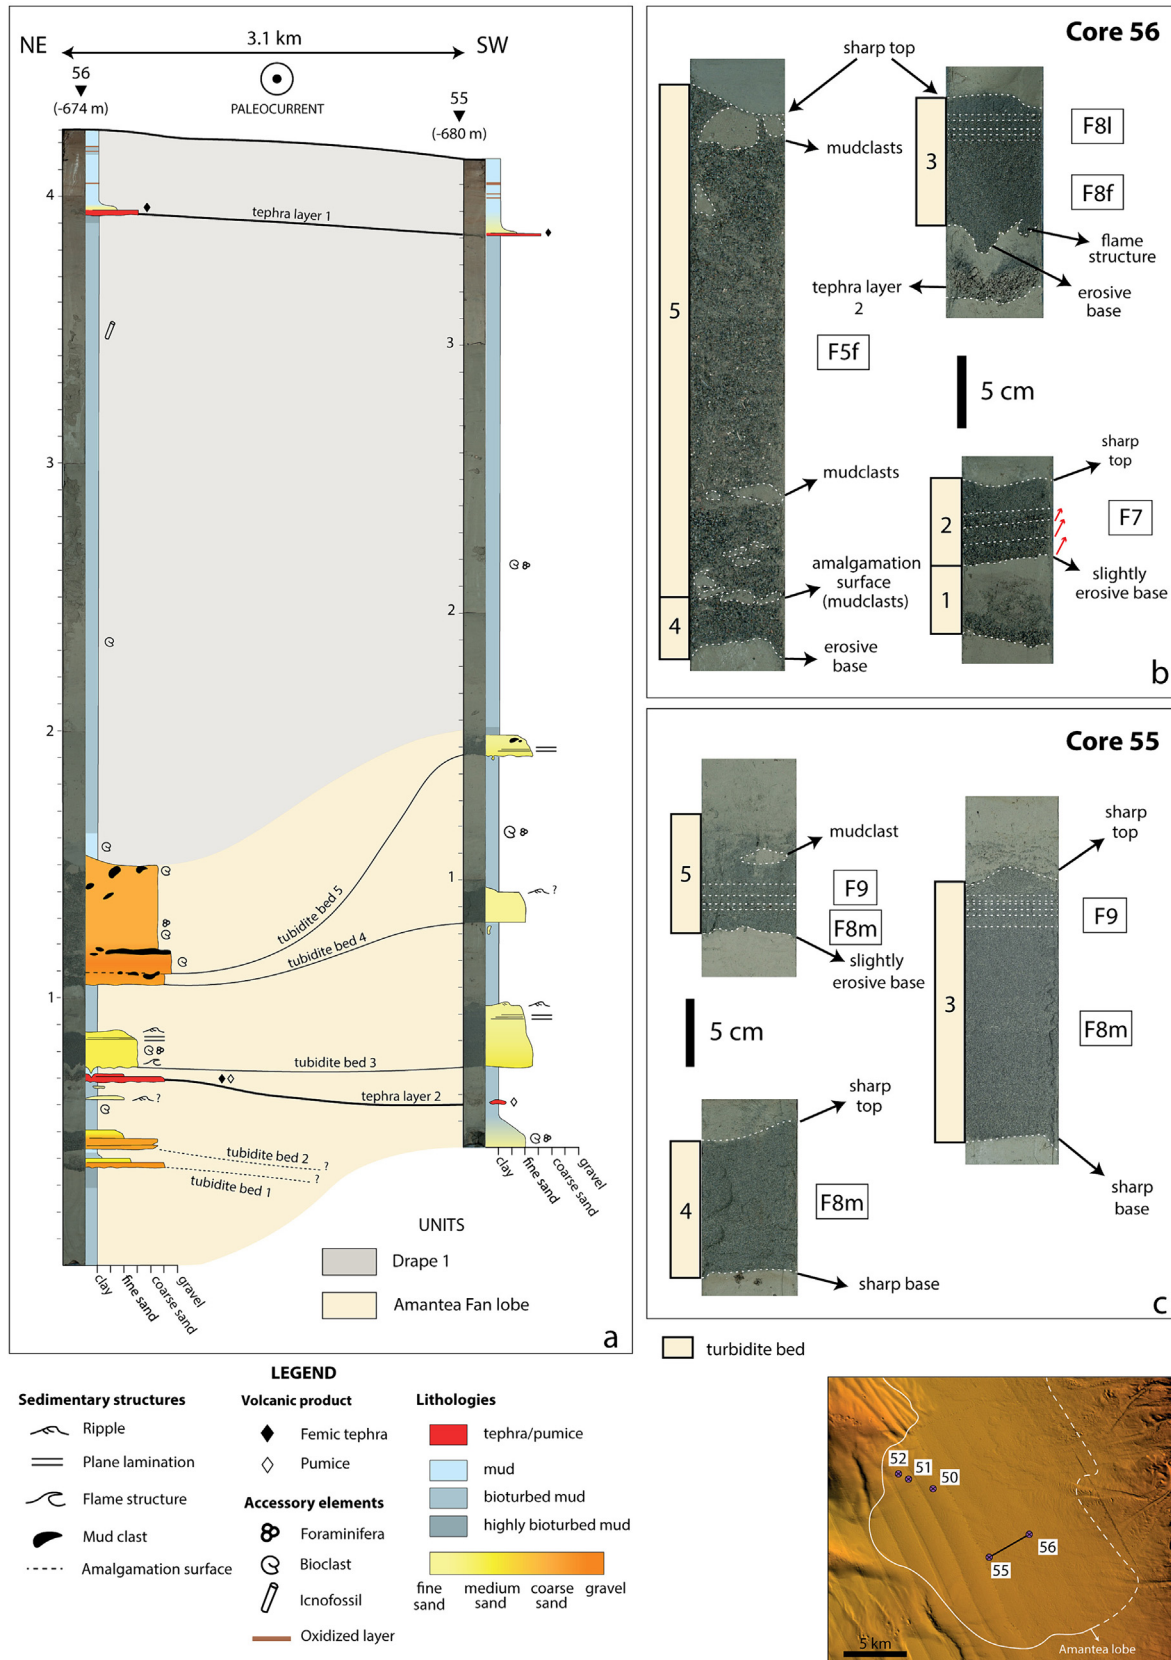 NE
3.1 km
SW
56
(-674 m)
PALEOCURRENT
55
(-680 m)
4
tephra layer 1
3
3
2
2
tubidite bed 5
tubidite bed 4
1
?
1
tubidite bed 3
tephra layer 2
?
tubidite bed 2
?
tubidite bed 1
?
clay
fine sand
coarse sand
gravel
clay
fine sand
coarse sand
gravel
UNITS
Drape 1
Amantea Fan lobe
a
Core 56
sharp top
mudclasts
5
F5f
mudclasts
amalgamation
surface
(mudclasts)
4
erosive
base
3
F8l
F8f
flame
structure
erosive
base
tephra layer
2
5 cm
sharp
top
2
F7
slightly
erosive base
1
b
Core 55
mudclast
5
F9
F8m
slightly
erosive base
5 cm
sharp
top
4
F8m
sharp base
sharp
top
F9
3
F8m
sharp
base
c
turbidite bed
LEGEND
Sedimentary structures
Ripple
Plane lamination
Flame structure
Mud clast
Amalgamation surface
Volcanic product
Femic tephra
Pumice
Accessory elements
Foraminifera
Bioclast
Icnofossil
Oxidized layer
Lithologies
tephra/pumice
mud
bioturbed mud
highly bioturbed mud
fine
sand
medium
sand
coarse
sand
gravel
52
51
50
56
55
5 km
Amantea lobe